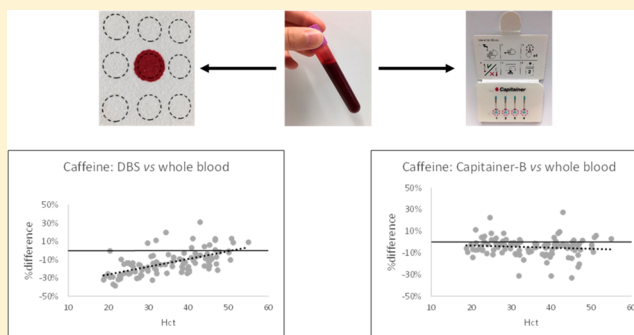 Capitainer
Caffeine: DBS vs whole blood
%difference
50%
30%
10%
-10%
-30%
-50%
10 20 30 40 50 60
Hct
Caffeine: Capitainer-B vs whole blood
%difference
50%
30%
10%
-10%
-30%
-50%
10 20 30 40 50 60
Hct